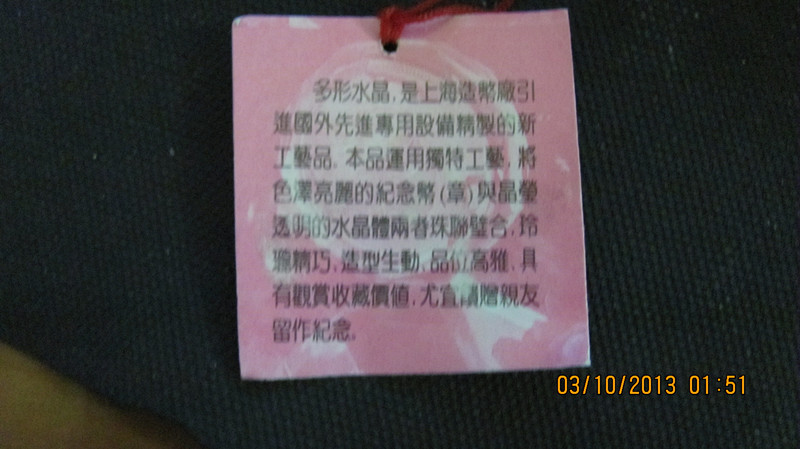 多形水晶，是上海造幣廠引
進國外先進專用設備精製的新
工藝品。本品運用獨特工藝，將
色澤亮麗的紀念幣(章)與晶瑩
透明的水晶體兩者珠聯璧合，玲
瓏精巧、造型生動、品位高雅、具
有觀賞收藏價值，尤宜饋贈親友
留作紀念。
03/10/2013 01:51